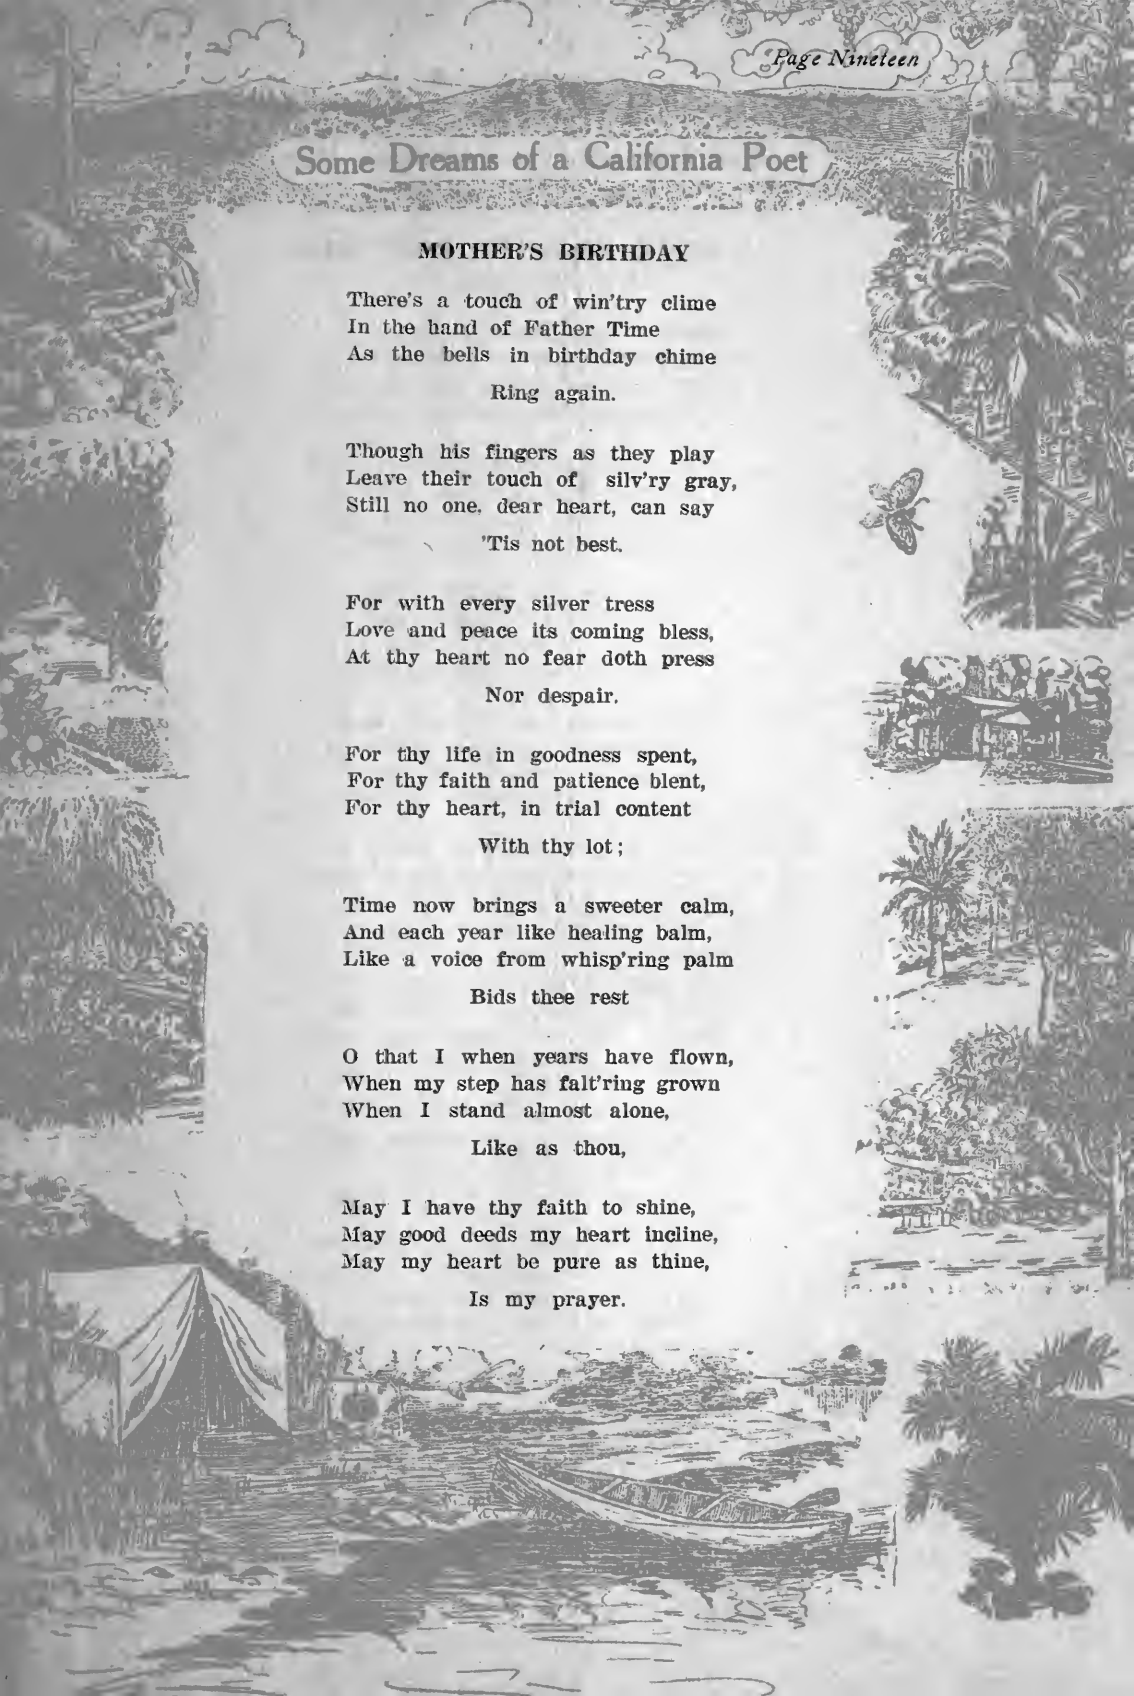 Page Nineteen
Some Dreams of a California Poet
MOTHER'S BIRTHDAY
There's a touch of win'try clime
In the hand of Father Time
As the bells in birthday chime
Ring again.
Though his fingers as they play
Leave their touch of silv'ry gray,
Still no one, dear heart, can say
'Tis not best.
For with every silver tress
Love and peace its coming bless,
At thy heart no fear doth press
Nor despair.
For thy life in goodness spent,
For thy faith and patience blent,
For thy heart, in trial content
With thy lot;
Time now brings a sweeter calm,
And each year like healing balm,
Like a voice from whisp'ring palm
Bids thee rest
O that I when years have flown,
When my step has falt'ring grown
When I stand almost alone,
Like as thou,
May I have thy faith to shine,
May good deeds my heart incline,
May my heart be pure as thine,
Is my prayer.